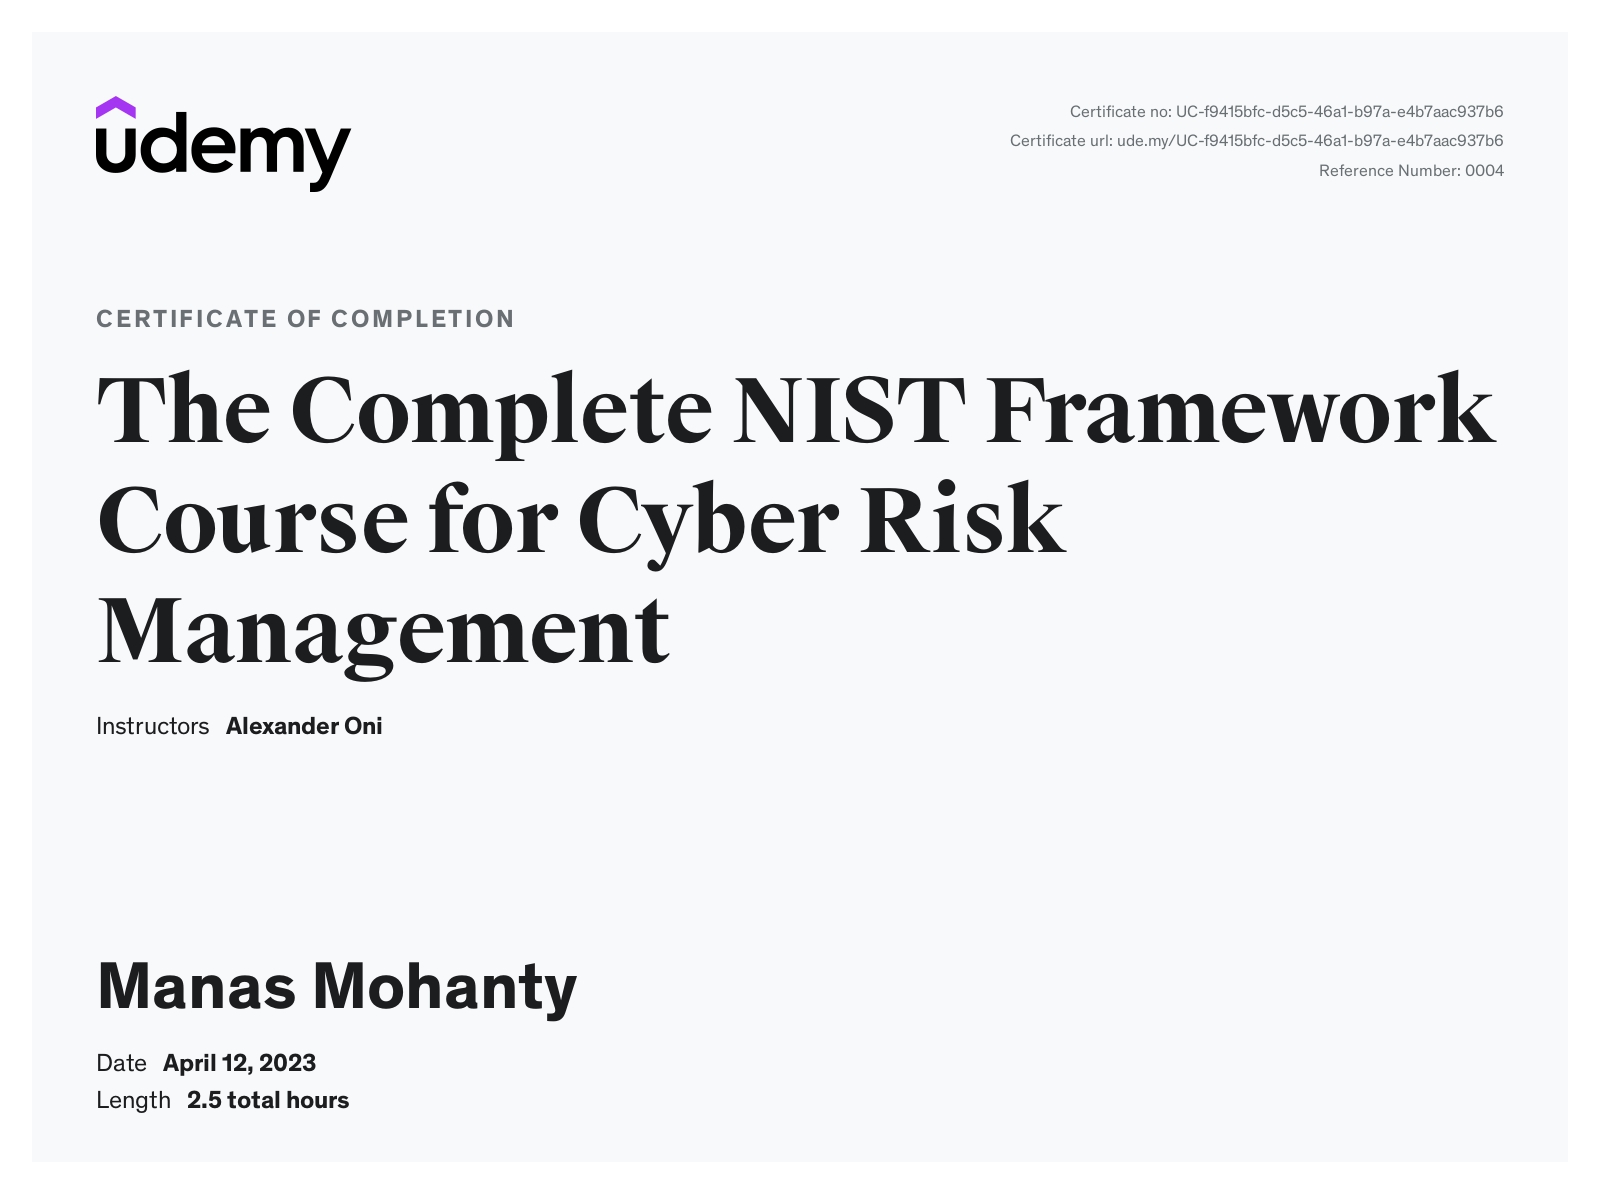 udemy
Certificate no: UC-f9415bfc-d5c5-46a1-b97a-e4b7aac937b6
Certificate url: ude.my/UC-f9415bfc-d5c5-46a1-b97a-e4b7aac937b6
Reference Number: 0004
CERTIFICATE OF COMPLETION
The Complete NIST Framework
Course for Cyber Risk
Management
Instructors Alexander Oni
Manas Mohanty
Date April 12, 2023
Length 2.5 total hours